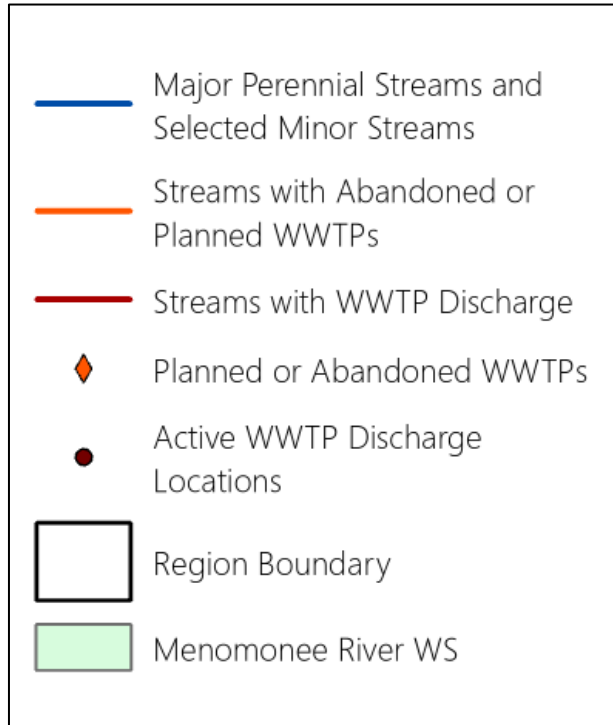 Major Perennial Streams and
Selected Minor Streams
Streams with Abandoned or
Planned WWTPs
Streams with WWTP Discharge
Planned or Abandoned WWTPs
Active WWTP Discharge
Locations
Region Boundary
Menomonee River WS